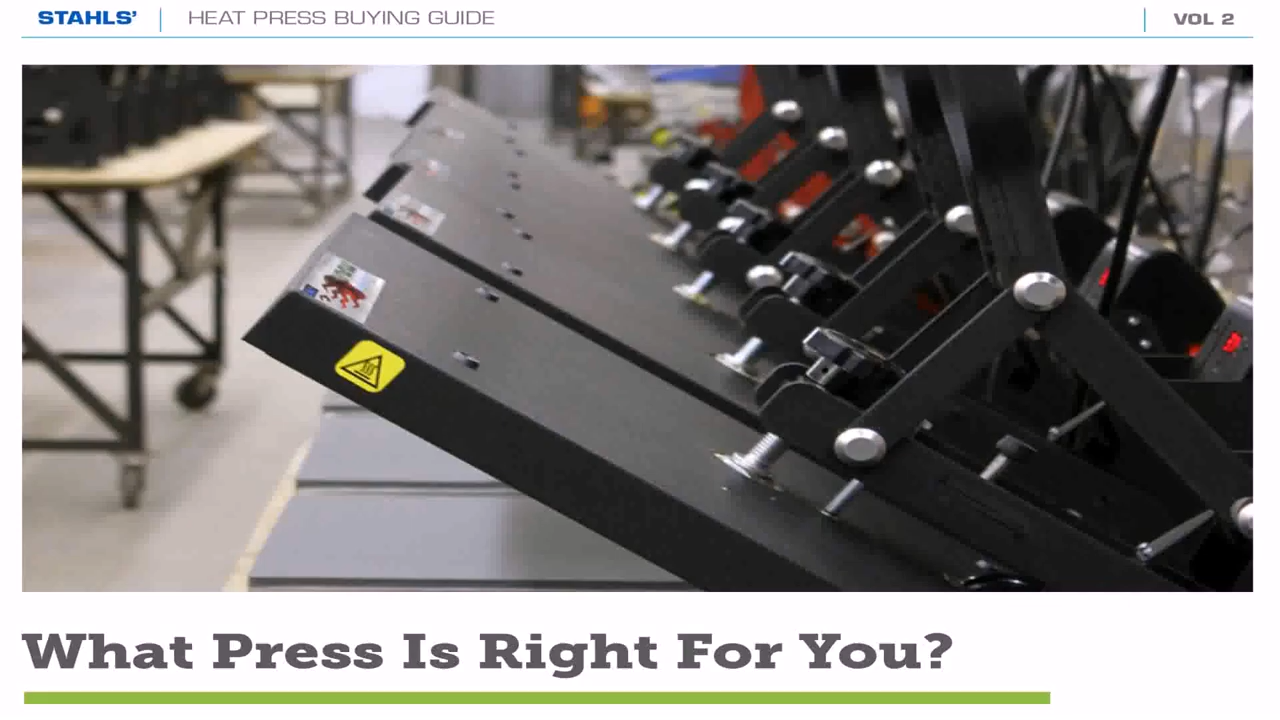 STAHLS' | HEAT PRESS BUYING GUIDE | VOL 2
What Press Is Right For You?